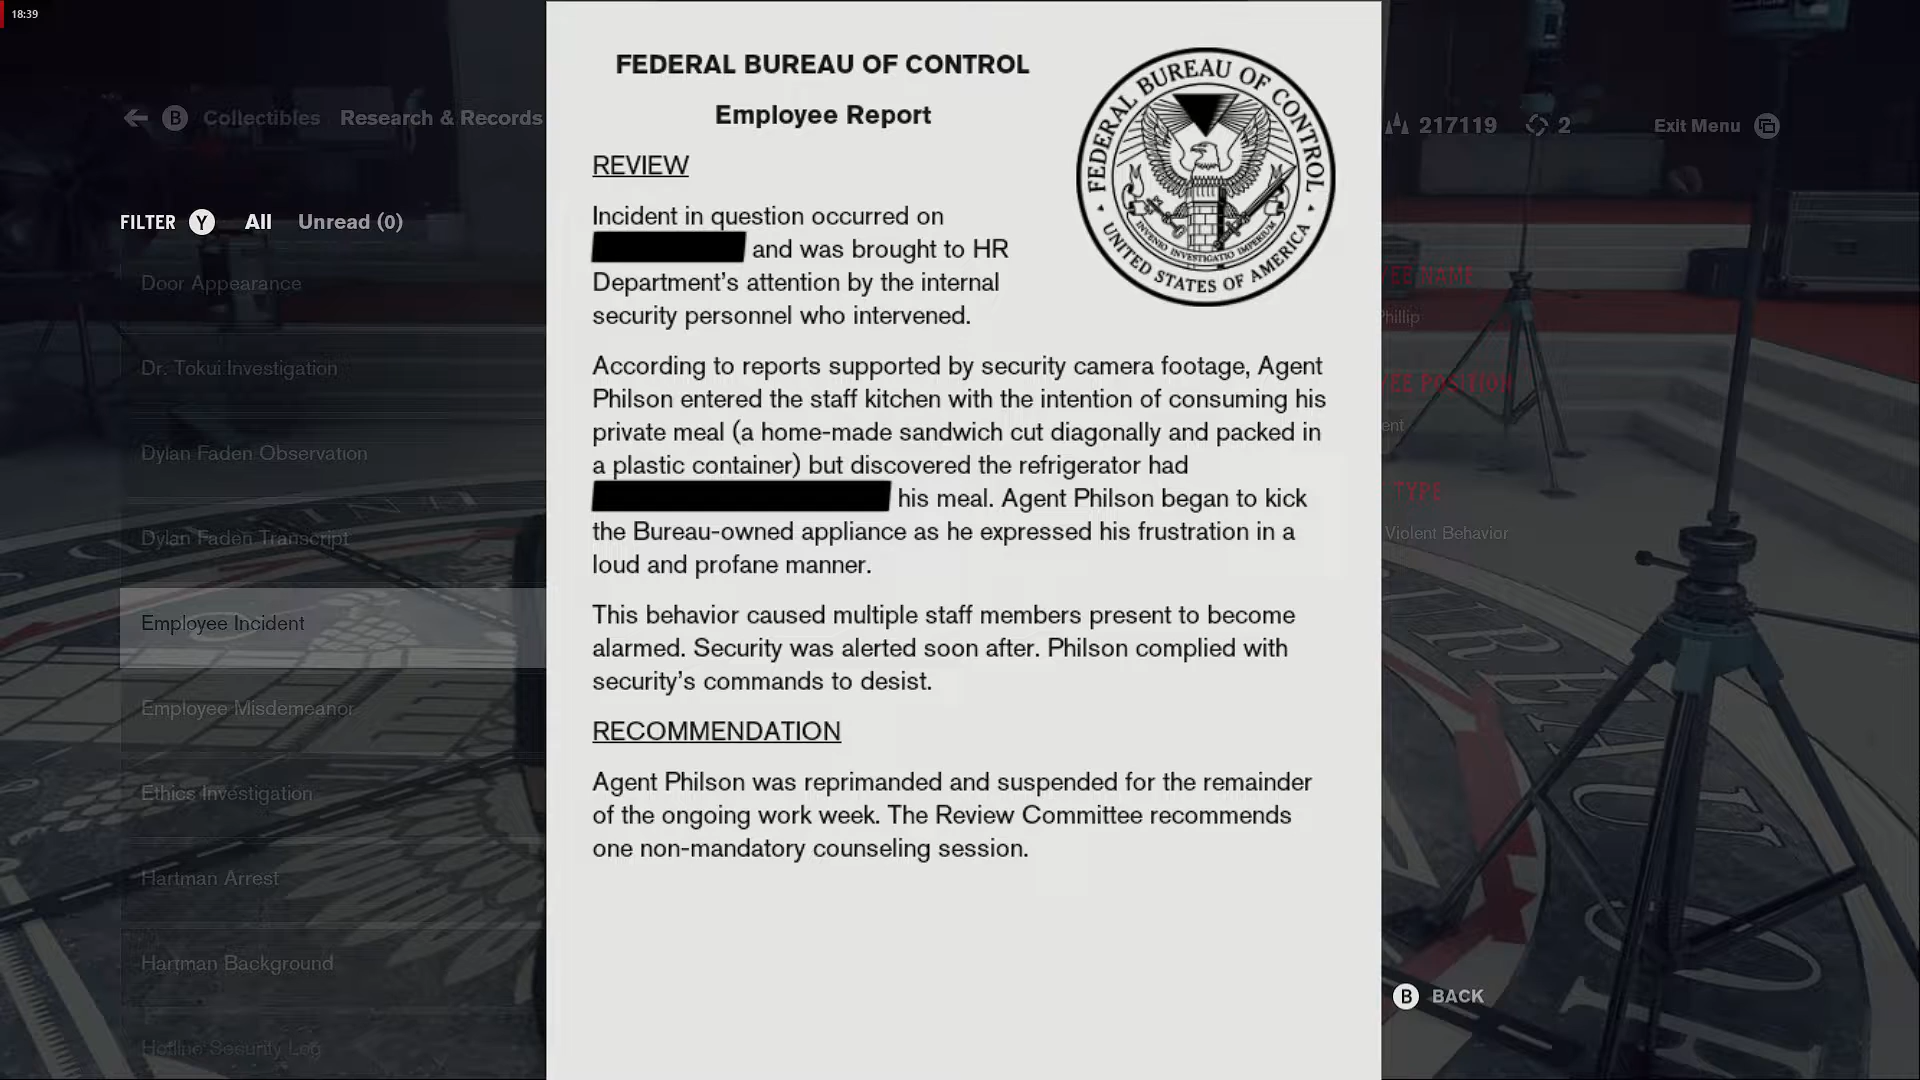 18:39
FEDERAL BUREAU OF CONTROL
Employee Report
FEDERAL BUREAU OF CONTROL
UNITED STATES OF AMERICA
INVENIO INVESTIGATIO IMPERIUM
B Collectibles Research & Records
217119 2 Exit Menu
FILTER Y All Unread (0)
Door Appearance
Dr. Tokui Investigation
Dylan Faden Observation
Dylan Faden Transcript
Employee Incident
Employee Misdemeanor
Ethics Investigation
Hartman Arrest
Hartman Background
Hotline Security Log
REVIEW
Incident in question occurred on
and was brought to HR
Department's attention by the internal
security personnel who intervened.
According to reports supported by security camera footage, Agent
Philson entered the staff kitchen with the intention of consuming his
private meal (a home-made sandwich cut diagonally and packed in
a plastic container) but discovered the refrigerator had
his meal. Agent Philson began to kick
the Bureau-owned appliance as he expressed his frustration in a
loud and profane manner.
This behavior caused multiple staff members present to become
alarmed. Security was alerted soon after. Philson complied with
security's commands to desist.
RECOMMENDATION
Agent Philson was reprimanded and suspended for the remainder
of the ongoing work week. The Review Committee recommends
one non-mandatory counseling session.
NAME
Phillip
POSITION
TYPE
Violent Behavior
B BACK